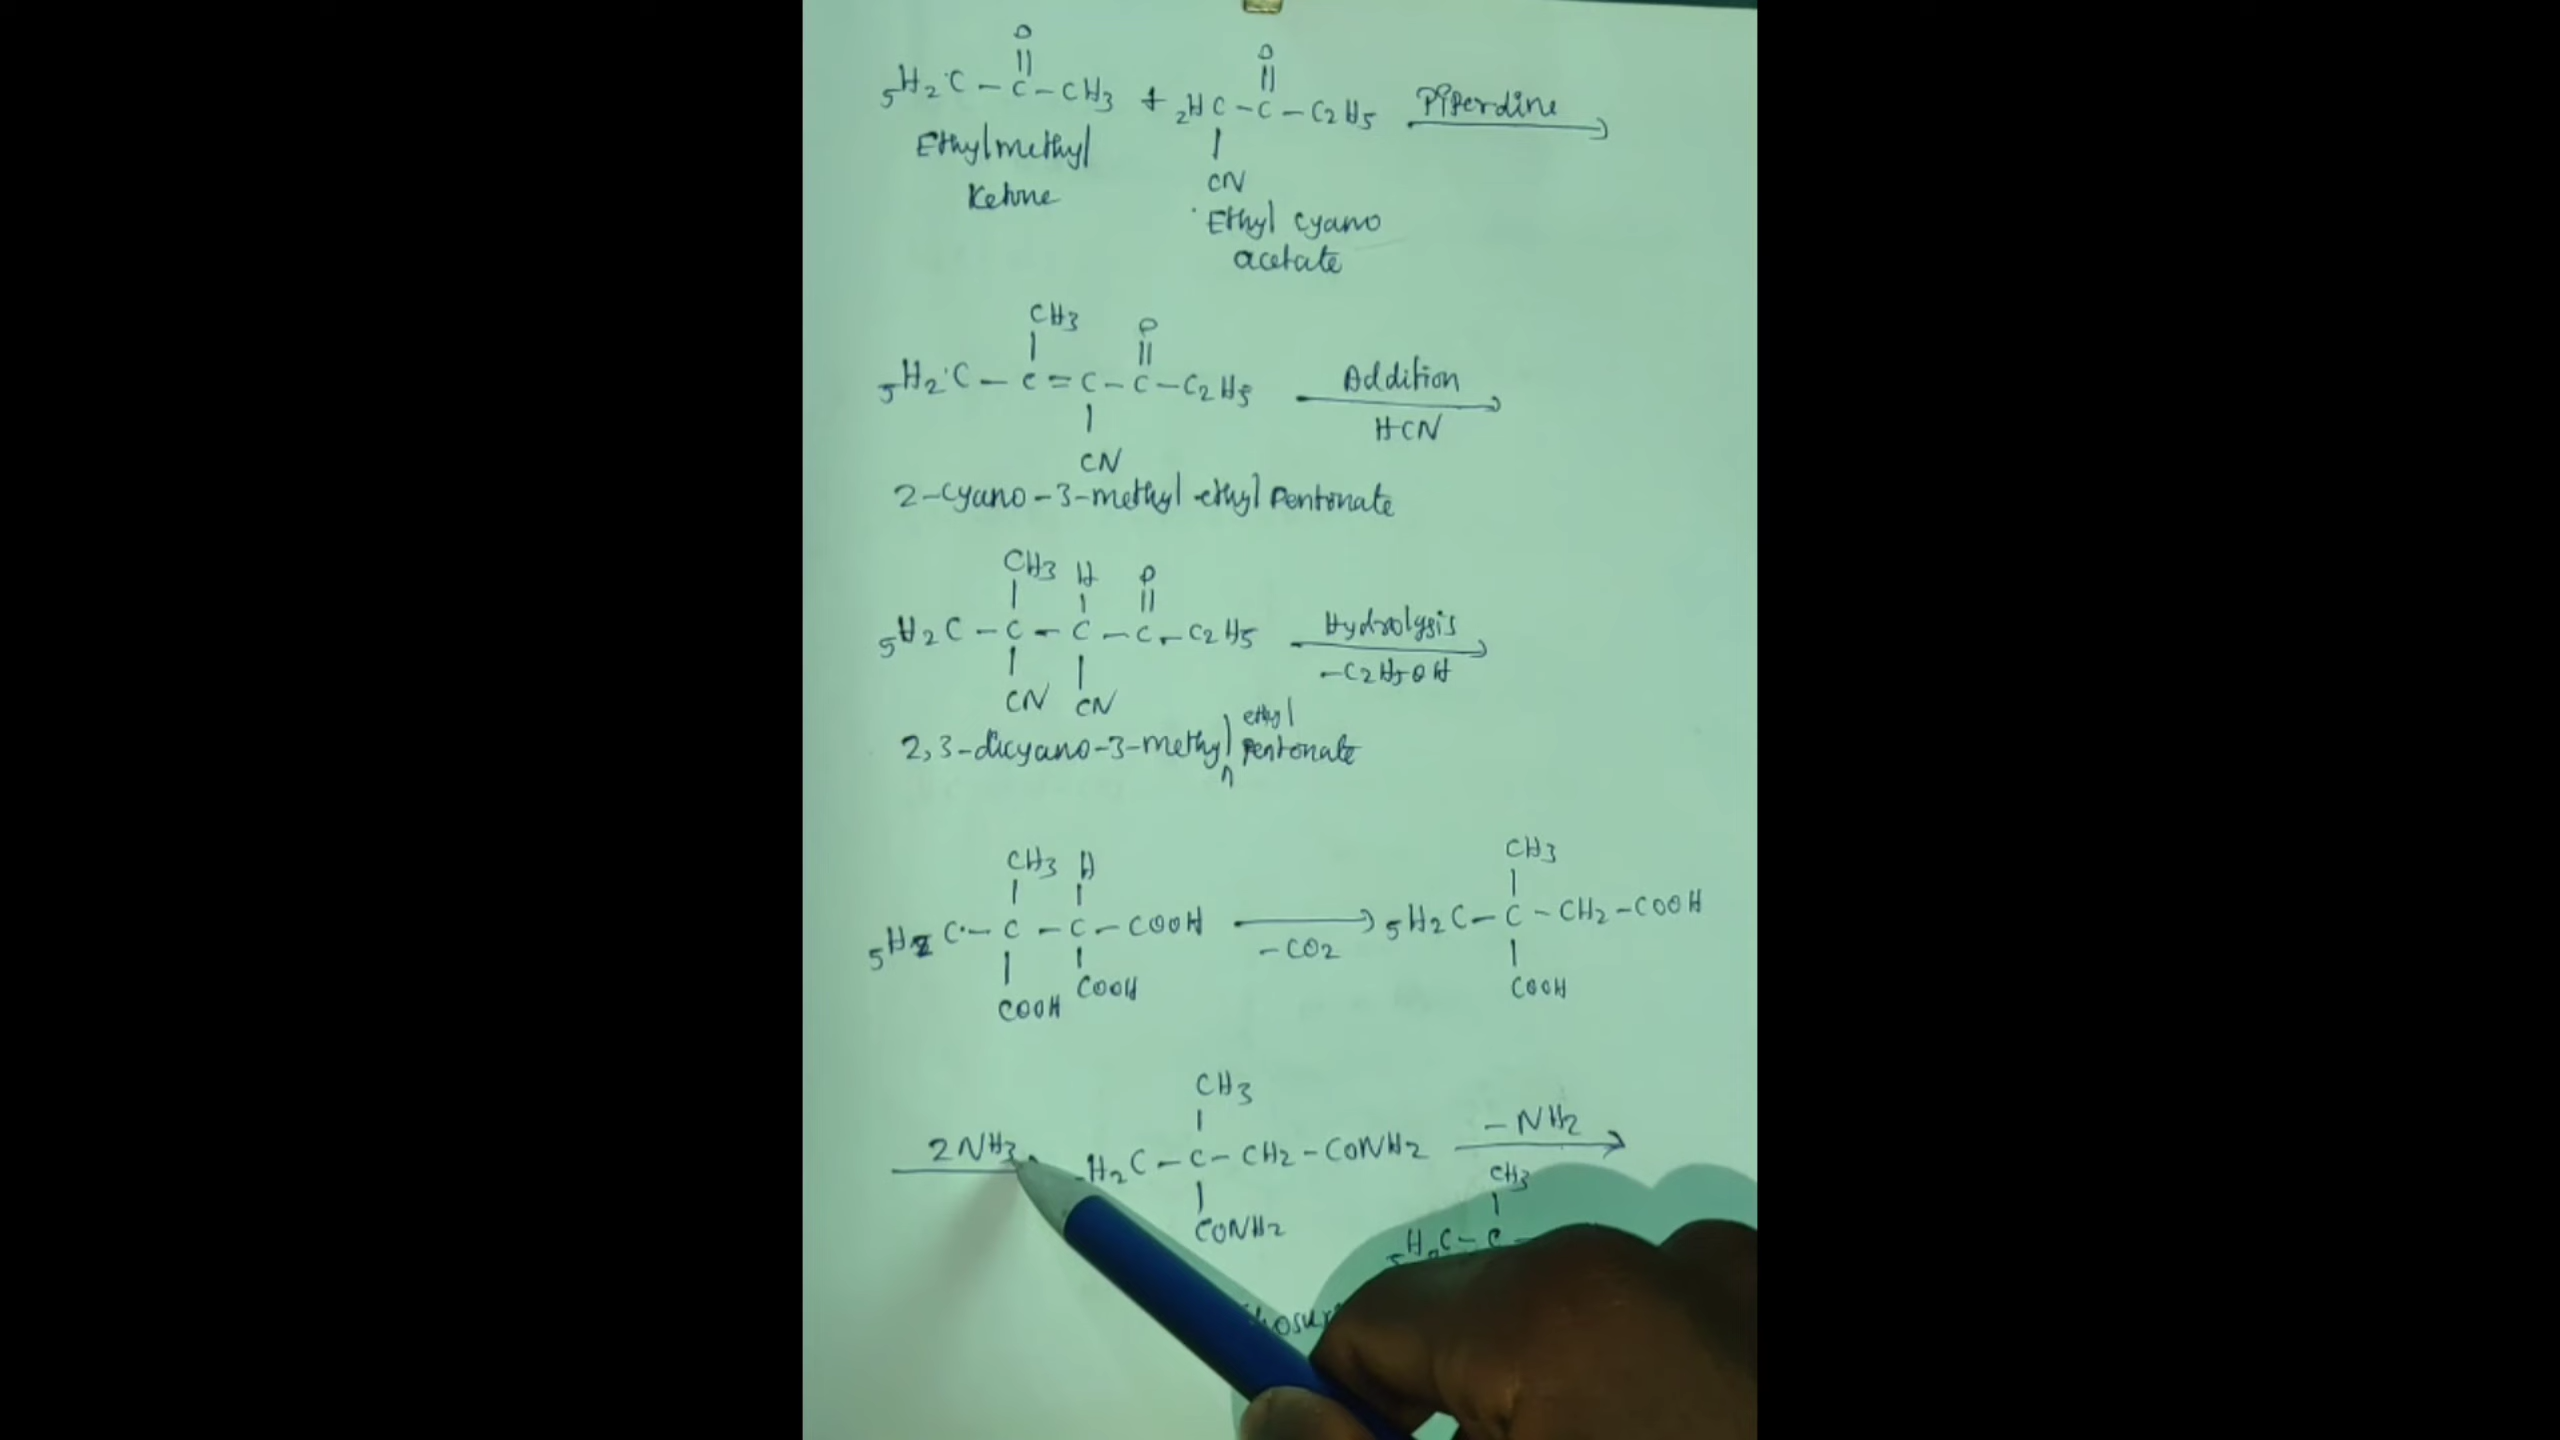 O
||
5H2C - C - CH3 + 2HC - C - C2H5 Piperdine
O
||
|
CN
Ethylmethyl
Ketone
Ethyl cyano
acetate
CH3
|
O
||
5H2C - C = C - C - C2H5 Addition
HCN
|
CN
2-cyano-3-methyl ethyl Pentonate
CH3 H O
| | ||
5H2C - C - C - C - C2H5 Hydrolysis
-C2H5OH
| |
CN CN
2,3-dicyano-3-methyl ethyl pentonate
CH3 H
| |
5H2C - C - C - COOH
| |
COOH COOH
-CO2
CH3
|
5H2C - C - CH2 - COOH
|
COOH
2NH3
CH3
|
H2C - C - CH2 - CONH2
|
CONH2
-NH2
CH3
|
5H2C - C -